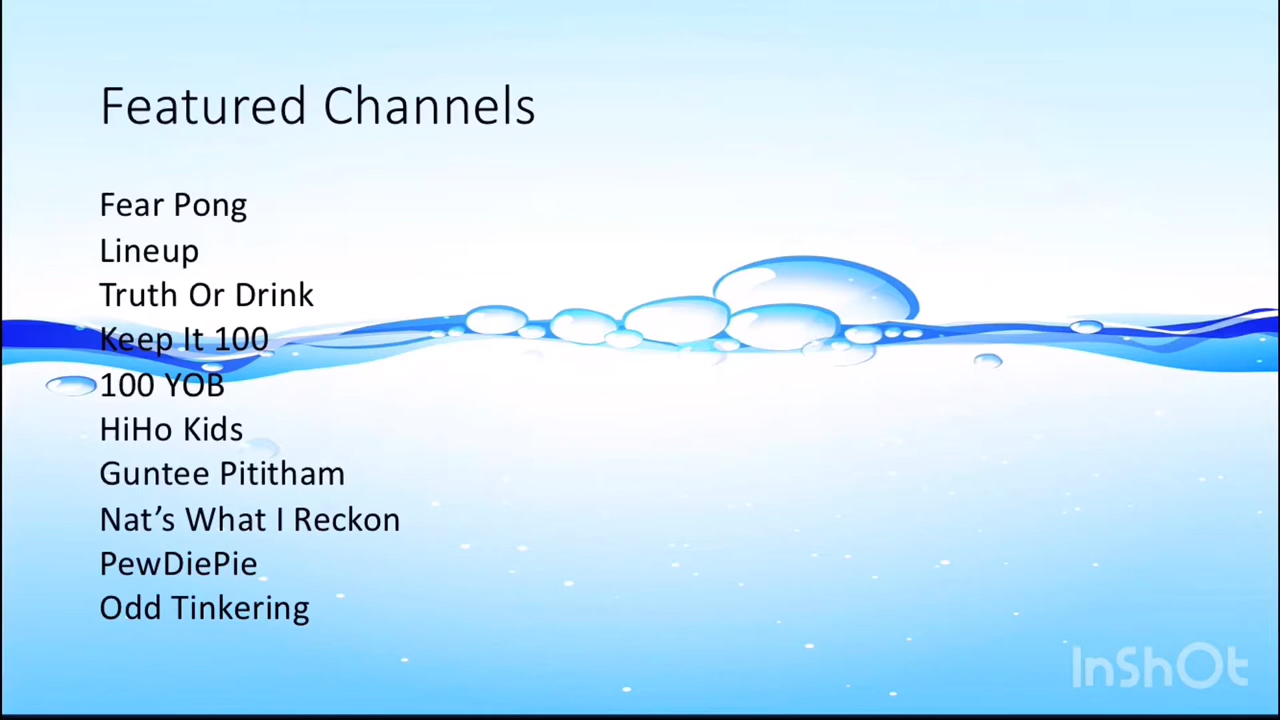 Featured Channels
Fear Pong
Lineup
Truth Or Drink
Keep It 100
100 YOB
HiHo Kids
Guntee Pititham
Nat’s What I Reckon
PewDiePie
Odd Tinkering
InShOt